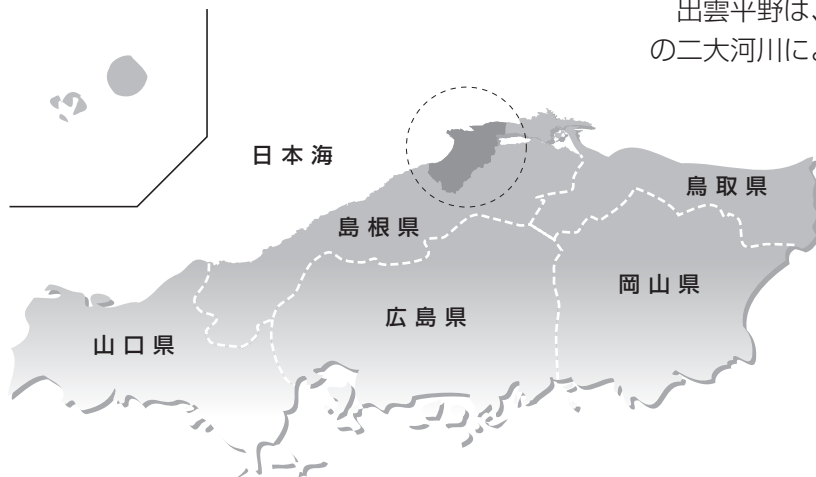 出雲平野は、
の二大河川によ
日本海
鳥取県
島根県
岡山県
広島県
山口県